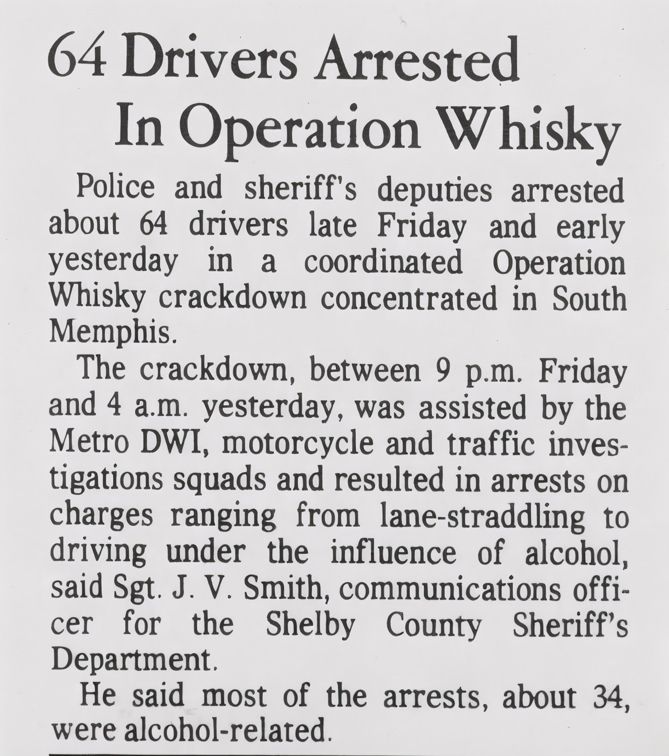 64 Drivers Arrested
In Operation Whisky
Police and sheriff's deputies arrested
about 64 drivers late Friday and early
yesterday in a coordinated Operation
Whisky crackdown concentrated in South
Memphis.
The crackdown, between 9 p.m. Friday
and 4 a.m. yesterday, was assisted by the
Metro DWI, motorcycle and traffic inves-
tigations squads and resulted in arrests on
charges ranging from lane-straddling to
driving under the influence of alcohol,
said Sgt. J. V. Smith, communications offi-
cer for the Shelby County Sheriff's
Department.
He said most of the arrests, about 34,
were alcohol-related.